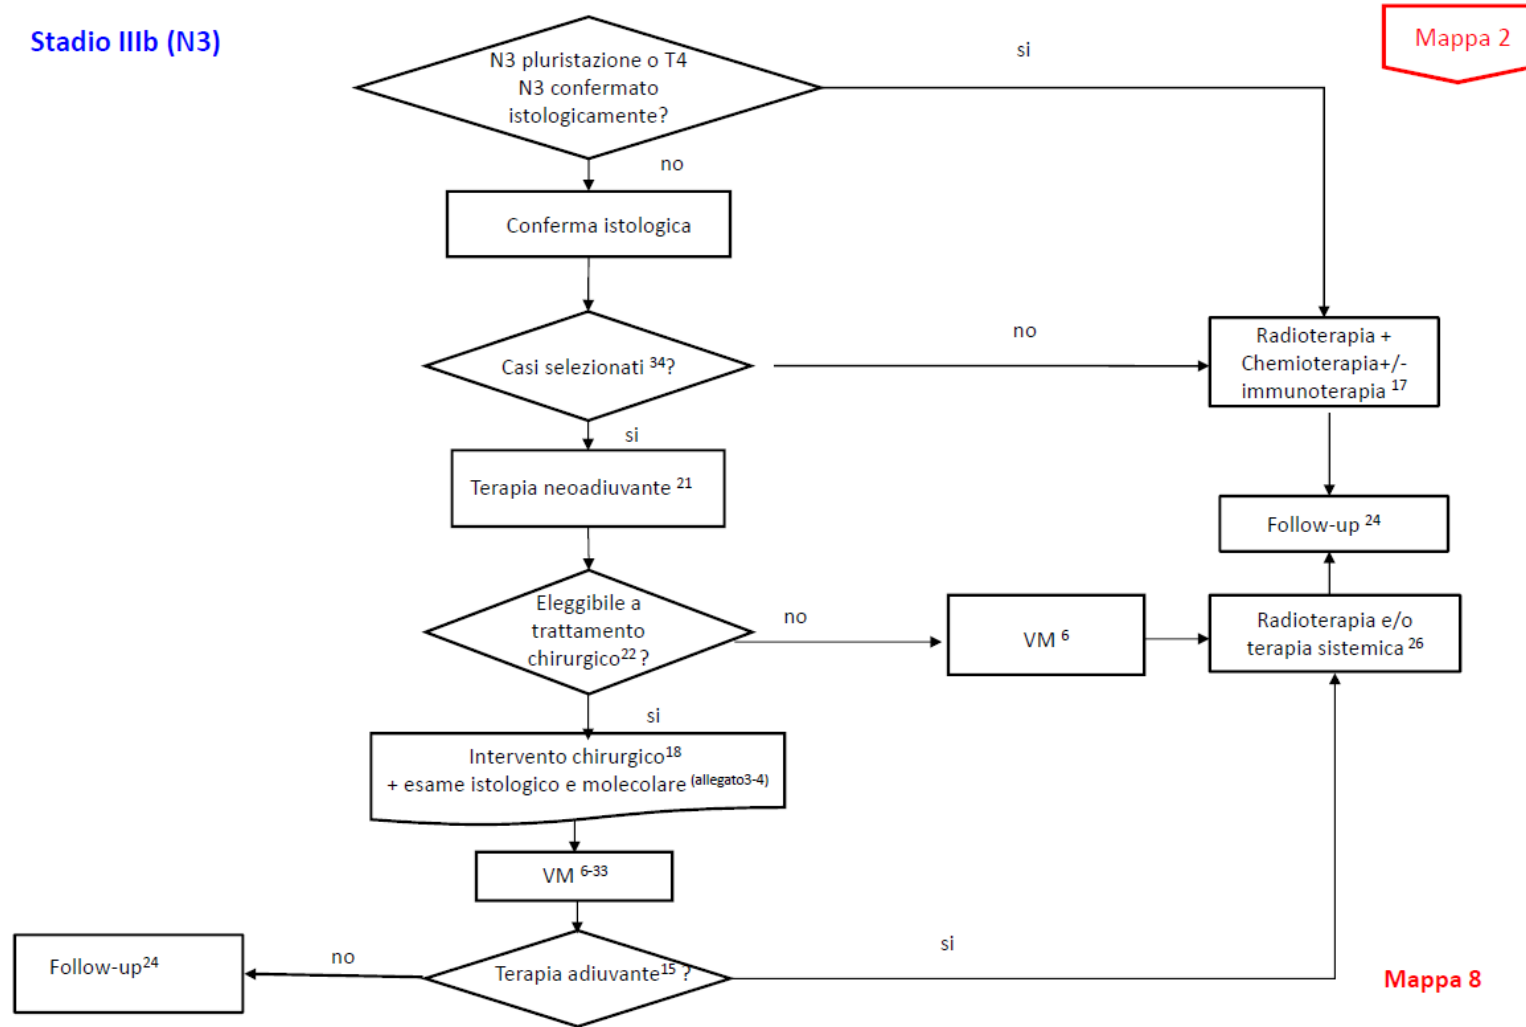 Stadio IIIb (N3)
Mappa 2
N3 pluristazione o T4
N3 confermato
istologicamente?
si
no
Conferma istologica
Casi selezionati 34?
no
si
Radioterapia +
Chemioterapia+/-
immunoterapia 17
Terapia neoadiuvante 21
Follow-up 24
Eleggibile a
trattamento
chirurgico22 ?
no
VM 6
Radioterapia e/o
terapia sistemica 26
si
Intervento chirurgico18
+ esame istologico e molecolare (allegato3-4)
VM 6-33
Terapia adiuvante15 ?
no
si
Follow-up24
Mappa 8